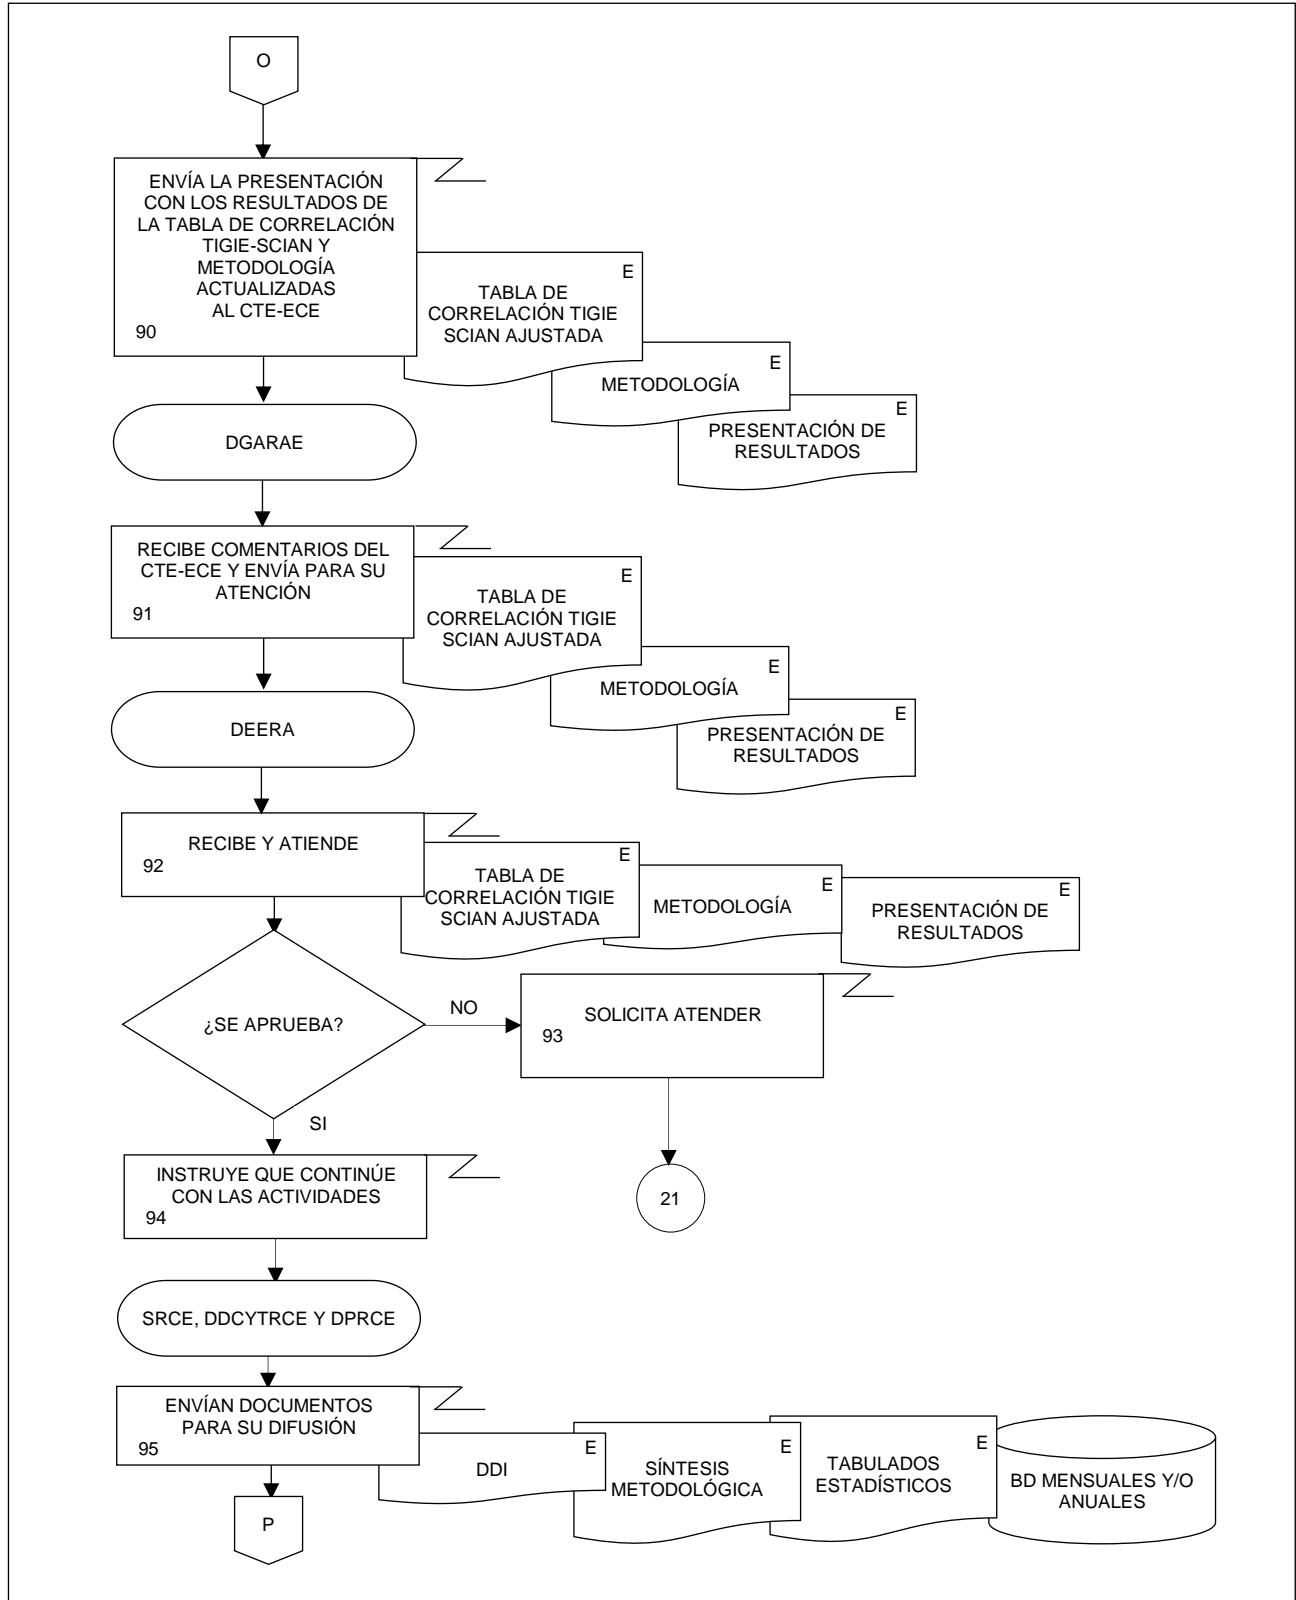 O
ENVÍA LA PRESENTACIÓN
CON LOS RESULTADOS DE
LA TABLA DE CORRELACIÓN
TIGIE-SCIAN Y
METODOLOGÍA
ACTUALIZADAS
AL CTE-ECE
90
E
TABLA DE
CORRELACIÓN TIGIE
SCIAN AJUSTADA
E
METODOLOGÍA
E
PRESENTACIÓN DE
RESULTADOS
DGARAE
RECIBE COMENTARIOS DEL
CTE-ECE Y ENVÍA PARA SU
ATENCIÓN
91
E
TABLA DE
CORRELACIÓN TIGIE
SCIAN AJUSTADA
E
METODOLOGÍA
E
PRESENTACIÓN DE
RESULTADOS
DEERA
RECIBE Y ATIENDE
92
E
TABLA DE
CORRELACIÓN TIGIE
SCIAN AJUSTADA
E
METODOLOGÍA
E
PRESENTACIÓN DE
RESULTADOS
¿SE APRUEBA?
NO
SOLICITA ATENDER
93
21
SI
INSTRUYE QUE CONTINÚE
CON LAS ACTIVIDADES
94
SRCE, DDCYTRCE Y DPRCE
ENVÍAN DOCUMENTOS
PARA SU DIFUSIÓN
95
E
DDI
E
SÍNTESIS
METODOLÓGICA
E
TABULADOS
ESTADÍSTICOS
BD MENSUALES Y/O
ANUALES
P